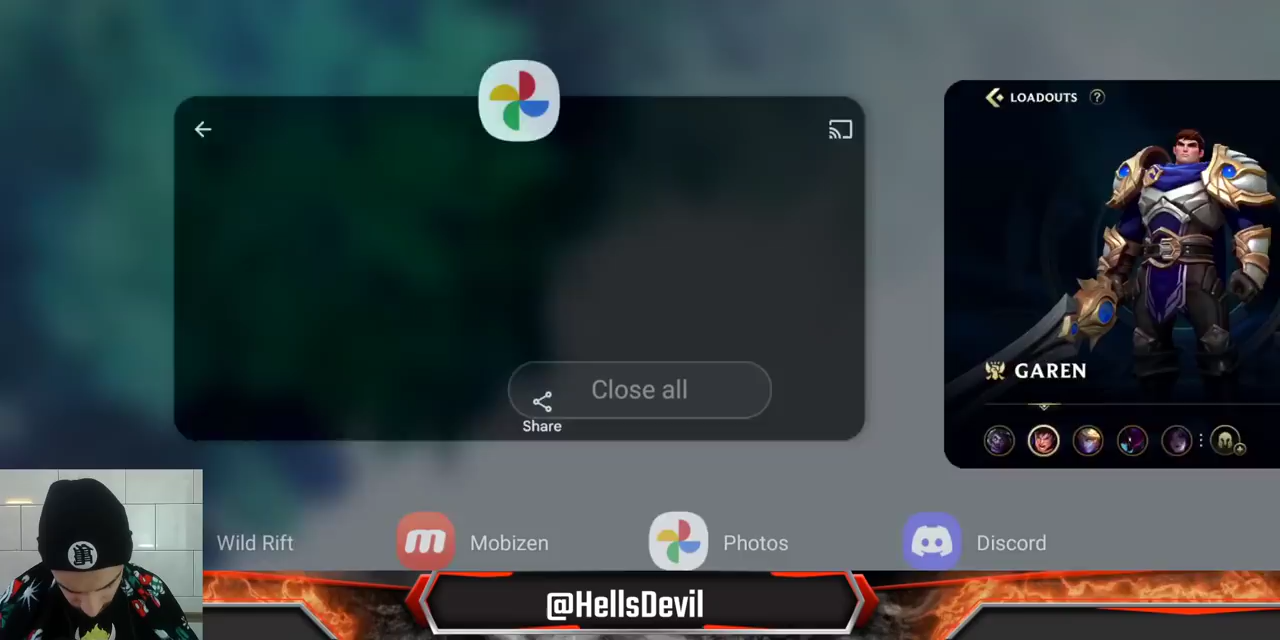 LOADOUTS ?
GAREN
Close all
Share
Wild Rift
Mobizen
Photos
Discord
@HellsDevil